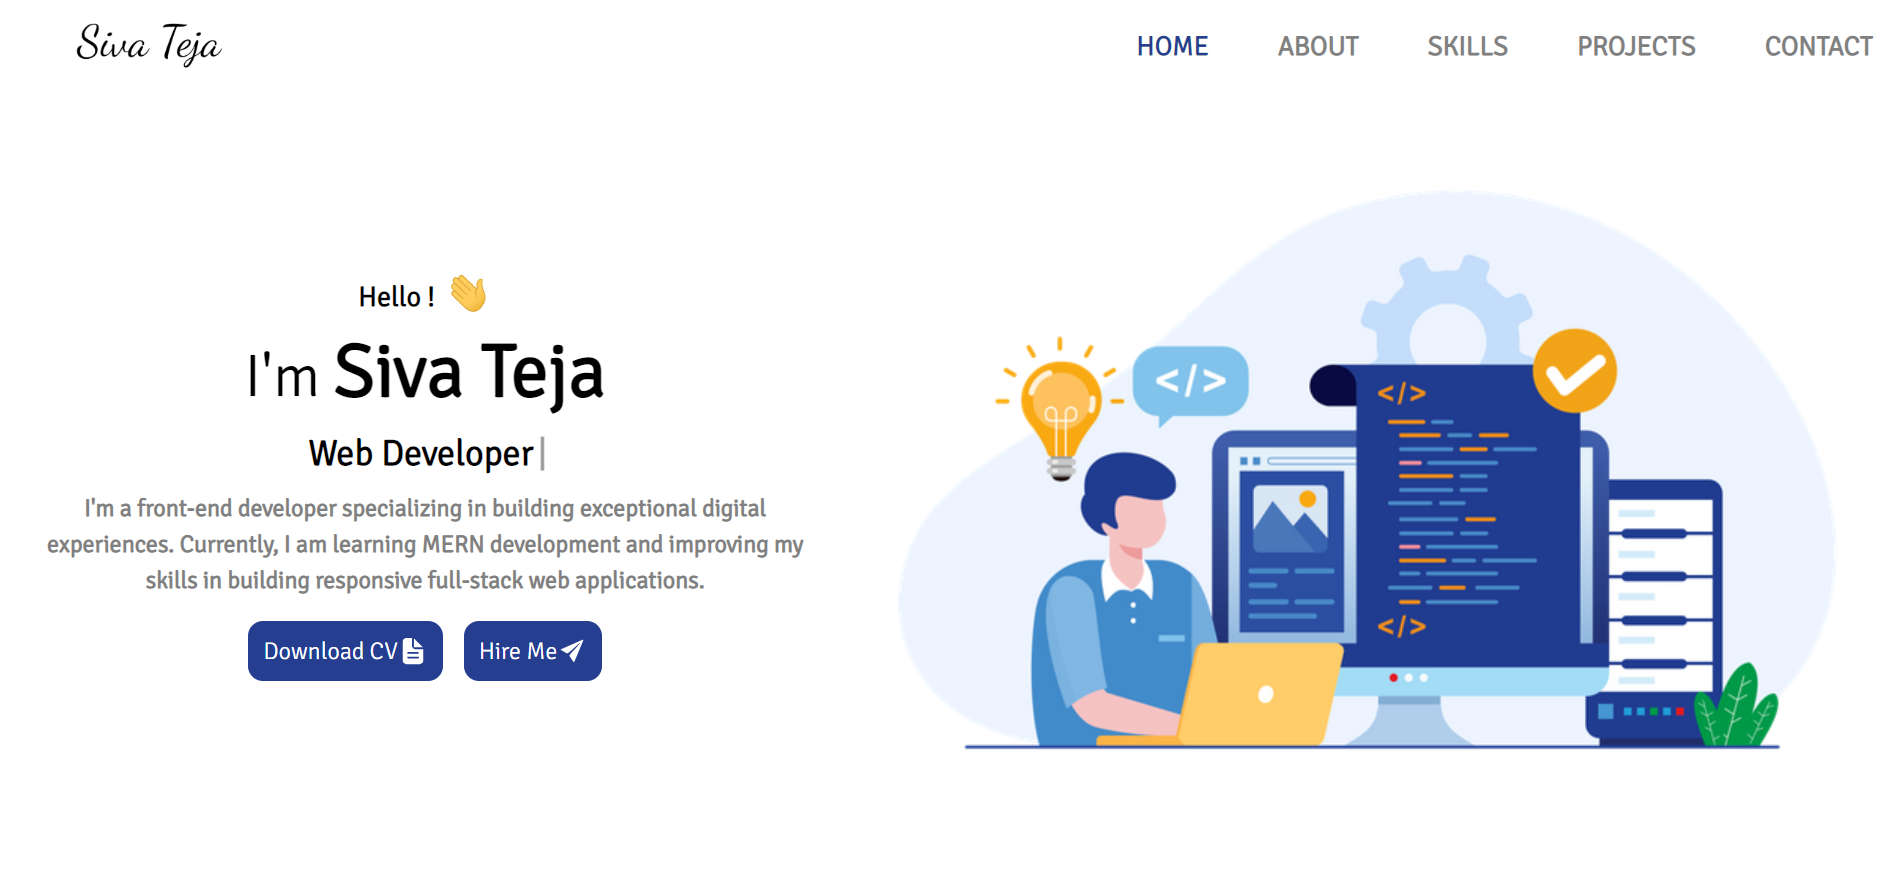 Siva Teja
HOME ABOUT SKILLS PROJECTS CONTACT
Hello ! 👋
I'm Siva Teja
Web Developer|
I'm a front-end developer specializing in building exceptional digital
experiences. Currently, I am learning MERN development and improving my
skills in building responsive full-stack web applications.
Download CV
Hire Me
</>
</>
</>